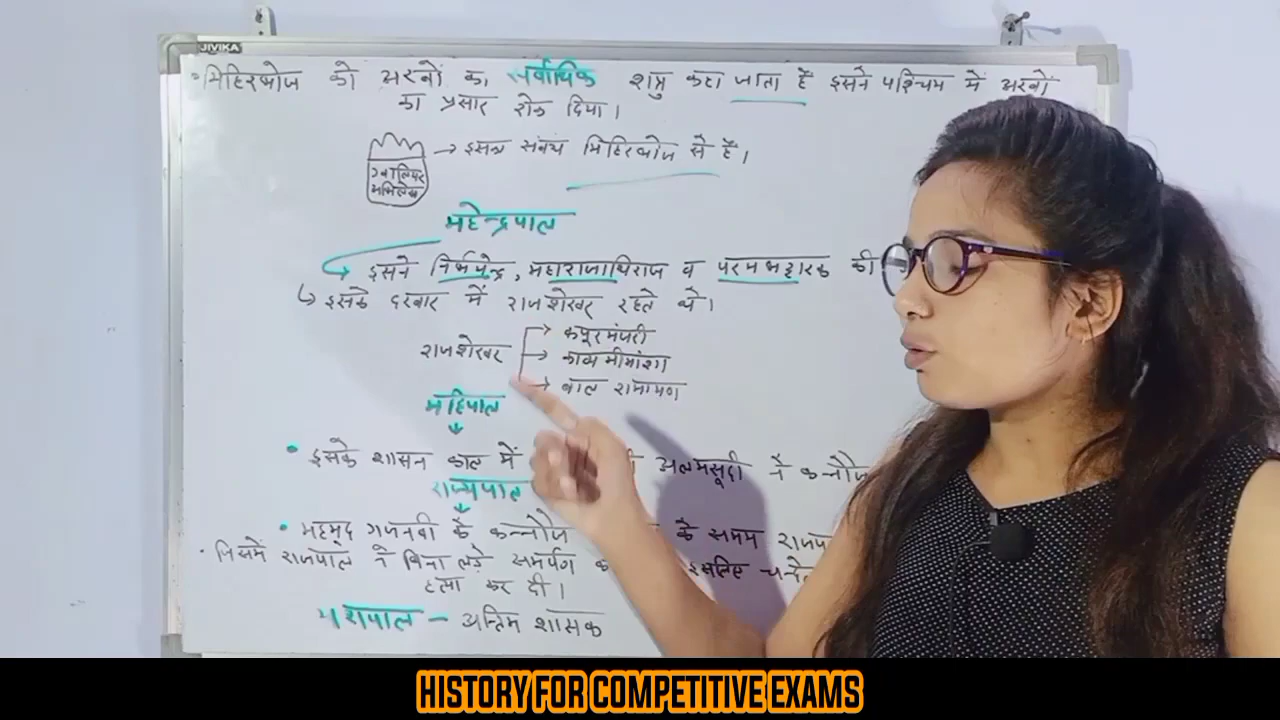 JIVIKA
मिहिरभोज को अरबों का सर्वाधिक शत्रु कहा जाता है इसने पश्चिम में अरबों
का प्रसार रोक दिया।
ग्वालियर
अभिलेख
→ इसका संबंध मिहिरभोज से है।
महेन्द्रपाल
इसने निर्भयेन्द्र, महाराजाधिराज व परमभट्टारक की
इसके दरबार में राजशेखर रहते थे।
राजशेखर
→ कपूरमंजरी
→ काव्य मीमांशा
→ बाल रामायण
महिपाल
• इसके शासन काल में अलमसूदी ने कन्नौज
राज्यपाल
• महमूद गजनवी के कन्नौज के समय राजपा
• जिसमें राजपाल ने बिना लड़े समर्पण क इसलिए चन्देल
हत्या कर दी।
यशपाल – अन्तिम शासक
HISTORY FOR COMPETITIVE EXAMS